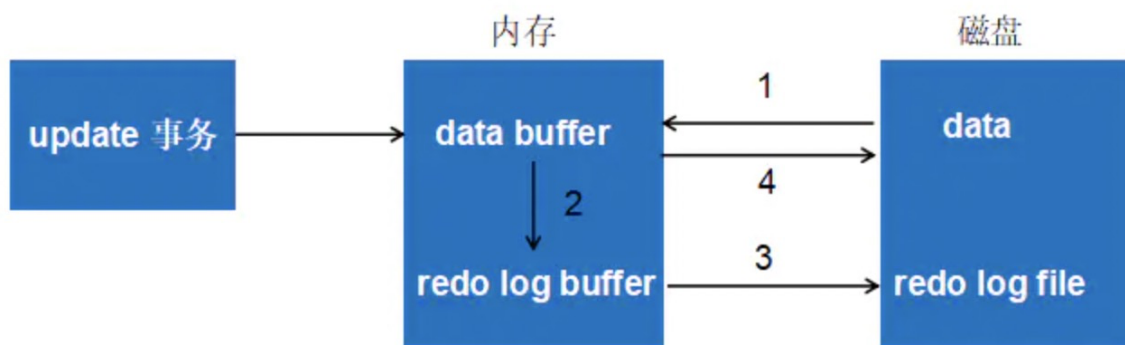 内存
磁盘
update 事务
data buffer
1
data
4
2
redo log buffer
3
redo log file